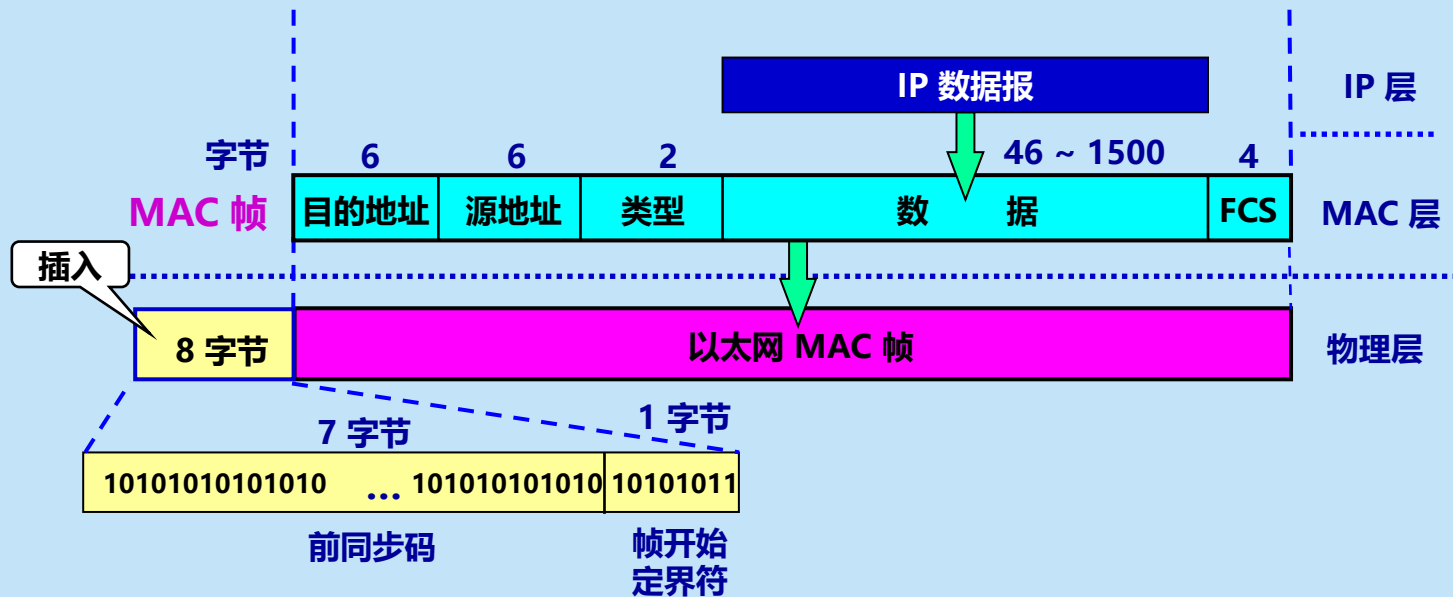 IP 数据报
IP 层
字节 6 6 2 46 ~ 1500 4
MAC 帧 目的地址 源地址 类型 数 据 FCS MAC 层
插入
8 字节 以太网 MAC 帧 物理层
7 字节 1 字节
10101010101010 ... 101010101010 10101011
前同步码 帧开始
定界符